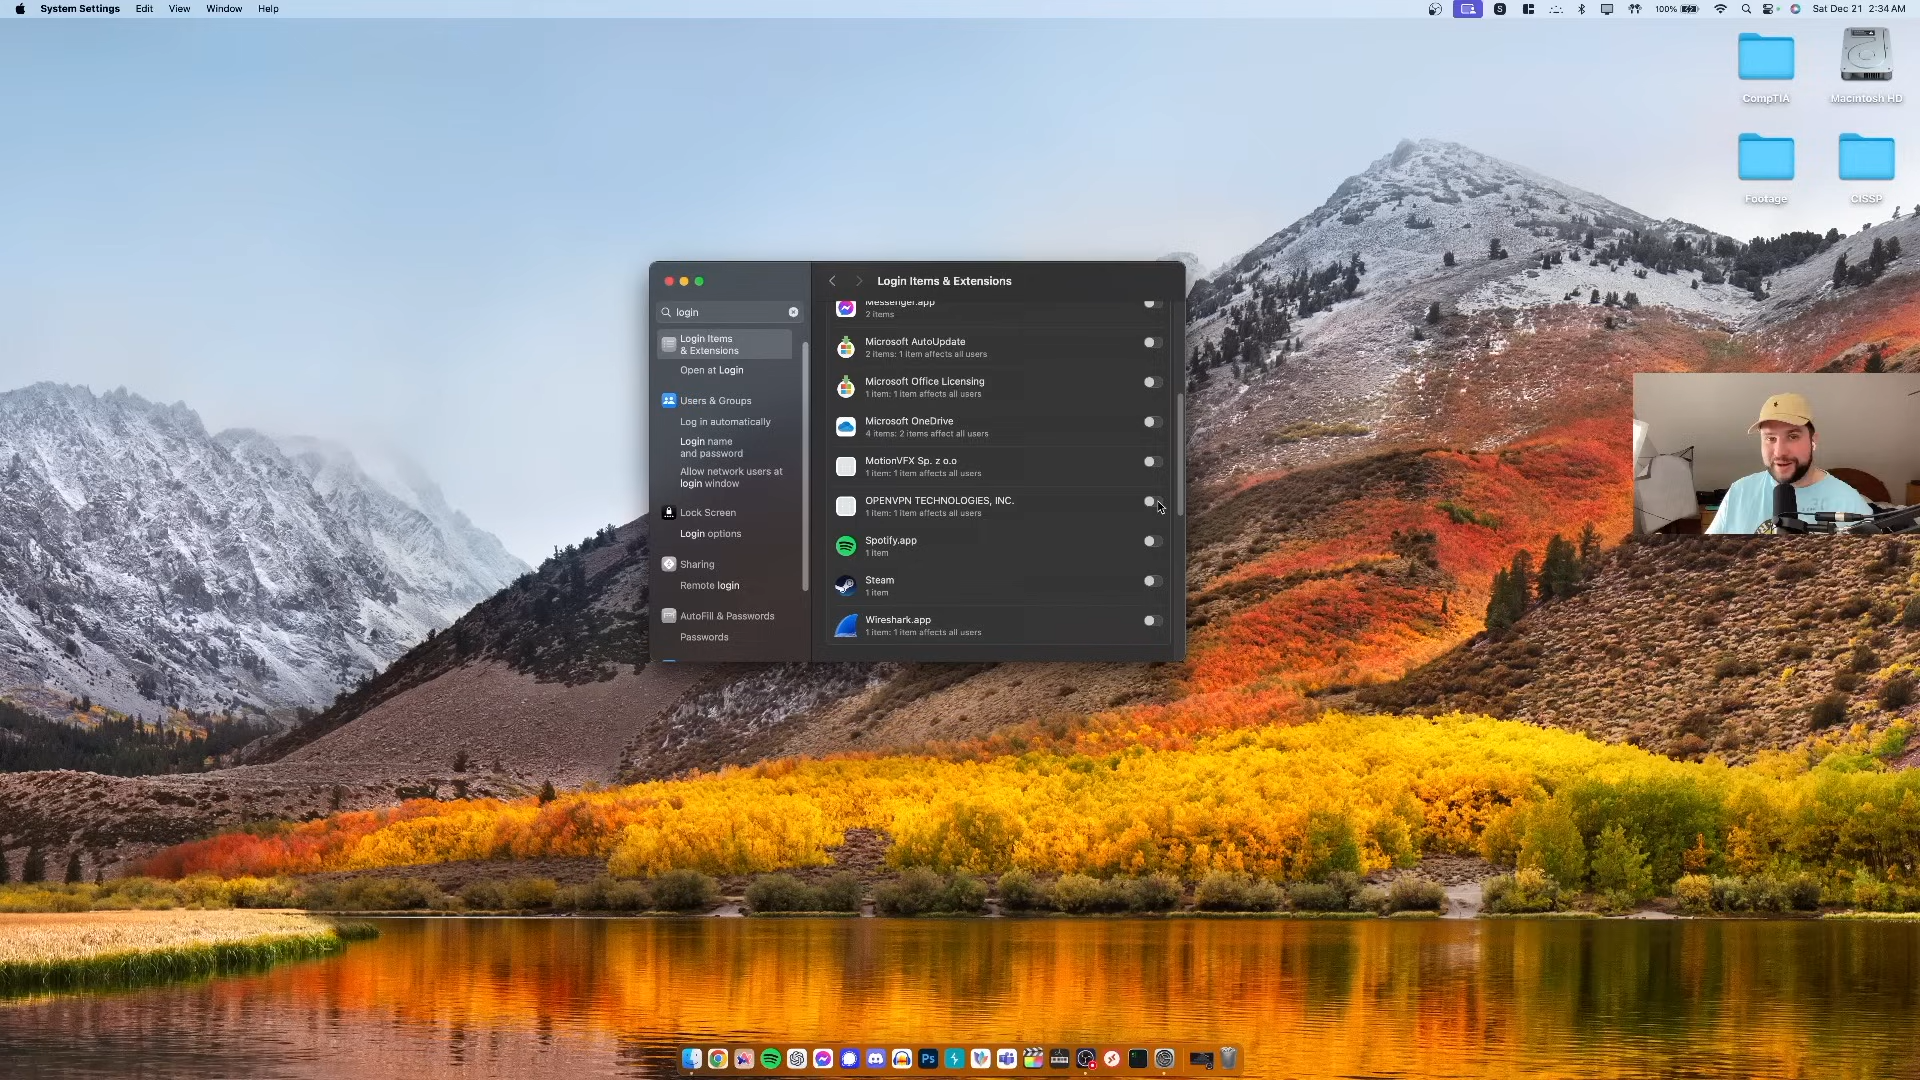 System Settings Edit View Window Help
100% Sat Dec 21 2:34 AM
CompTIA
Macintosh HD
Footage
CISSP
login
Login Items
& Extensions
Open at Login
Users & Groups
Log in automatically
Login name
and password
Allow network users at
login window
Lock Screen
Login options
Sharing
Remote login
AutoFill & Passwords
Passwords
Login Items & Extensions
Messenger.app
2 items
Microsoft AutoUpdate
2 items: 1 item affects all users
Microsoft Office Licensing
1 item: 1 item affects all users
Microsoft OneDrive
4 items: 2 items affect all users
MotionVFX Sp. z o.o
1 item: 1 item affects all users
OPENVPN TECHNOLOGIES, INC.
1 item: 1 item affects all users
Spotify.app
1 item
Steam
1 item
Wireshark.app
1 item: 1 item affects all users
Ps